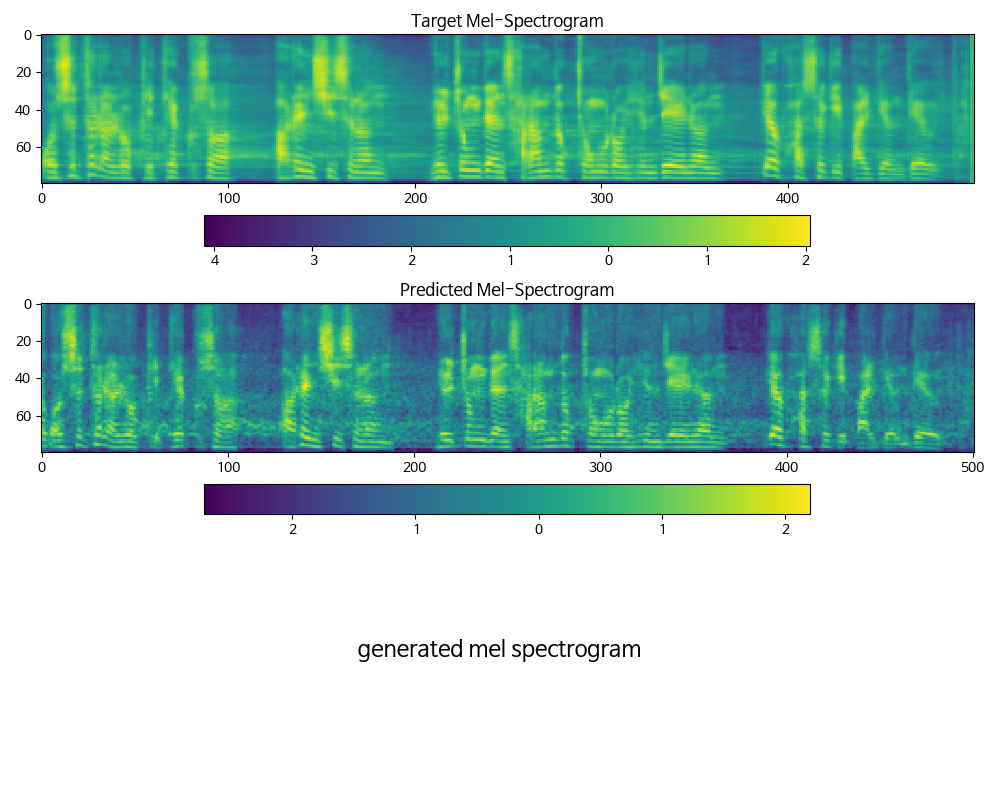 Target Mel-Spectrogram
0
20
40
60
0 100 200 300 400
4 3 2 1 0 1 2
Predicted Mel-Spectrogram
0
20
40
60
0 100 200 300 400 500
2 1 0 1 2
generated mel spectrogram